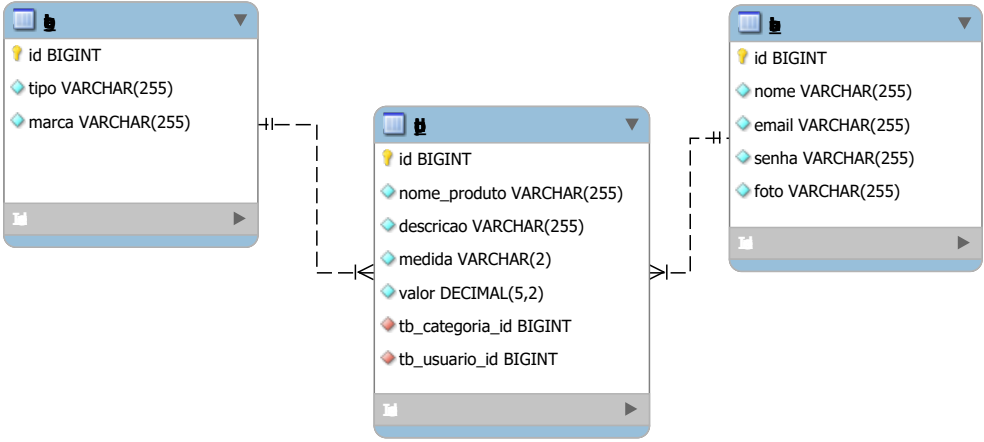 id BIGINT
tipo VARCHAR(255)
marca VARCHAR(255)
id BIGINT
nome_produto VARCHAR(255)
descricao VARCHAR(255)
medida VARCHAR(2)
valor DECIMAL(5,2)
tb_categoria_id BIGINT
tb_usuario_id BIGINT
id BIGINT
nome VARCHAR(255)
email VARCHAR(255)
senha VARCHAR(255)
foto VARCHAR(255)